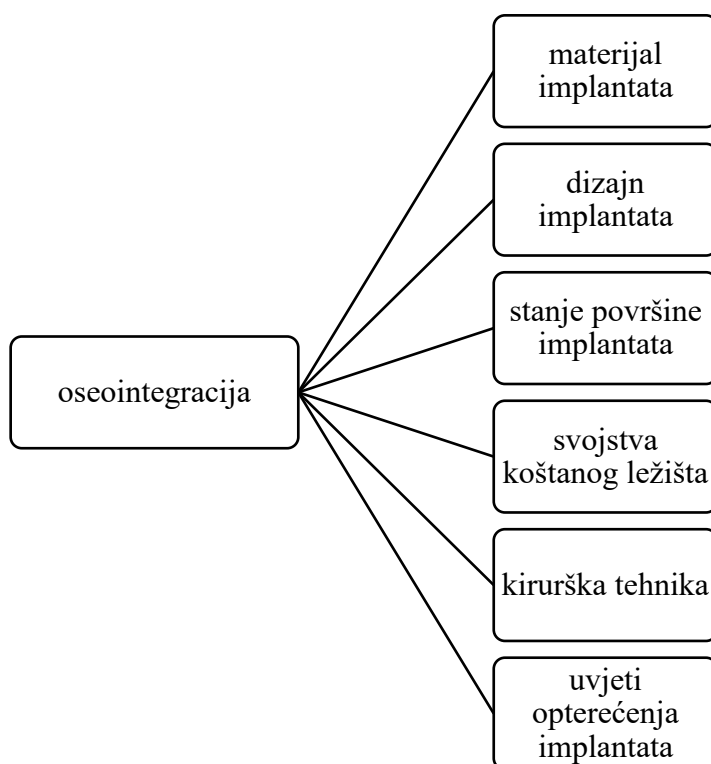 materijal
implantata
dizajn
implantata
stanje površine
implantata
oseointegracija
svojstva
koštanog ležišta
kirurška tehnika
uvjeti
opterećenja
implantata